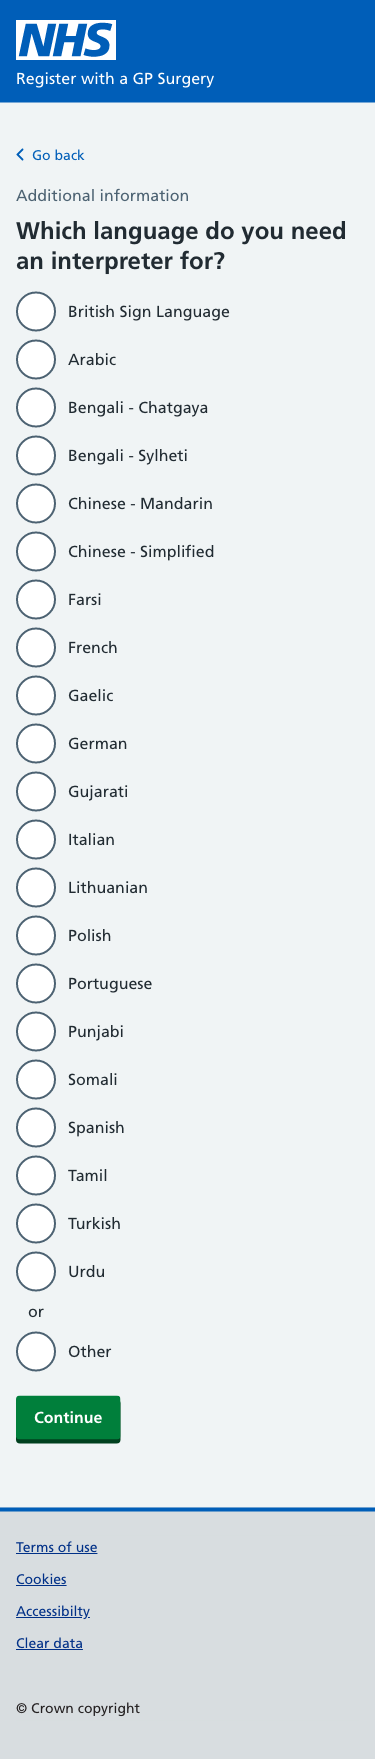 NHS
Register with a GP Surgery
Go back
Additional information
Which language do you need
an interpreter for?
British Sign Language
Arabic
Bengali - Chatgaya
Bengali - Sylheti
Chinese - Mandarin
Chinese - Simplified
Farsi
French
Gaelic
German
Gujarati
Italian
Lithuanian
Polish
Portuguese
Punjabi
Somali
Spanish
Tamil
Turkish
Urdu
or
Other
Continue
Terms of use
Cookies
Accessibilty
Clear data
© Crown copyright